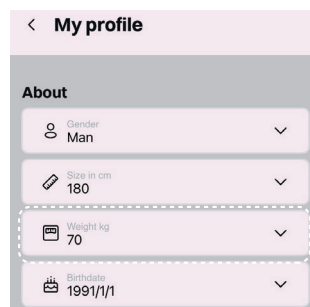 My profile
About
Gender
Man
Size in cm
180
Weight kg
70
Birthdate
1991/1/1